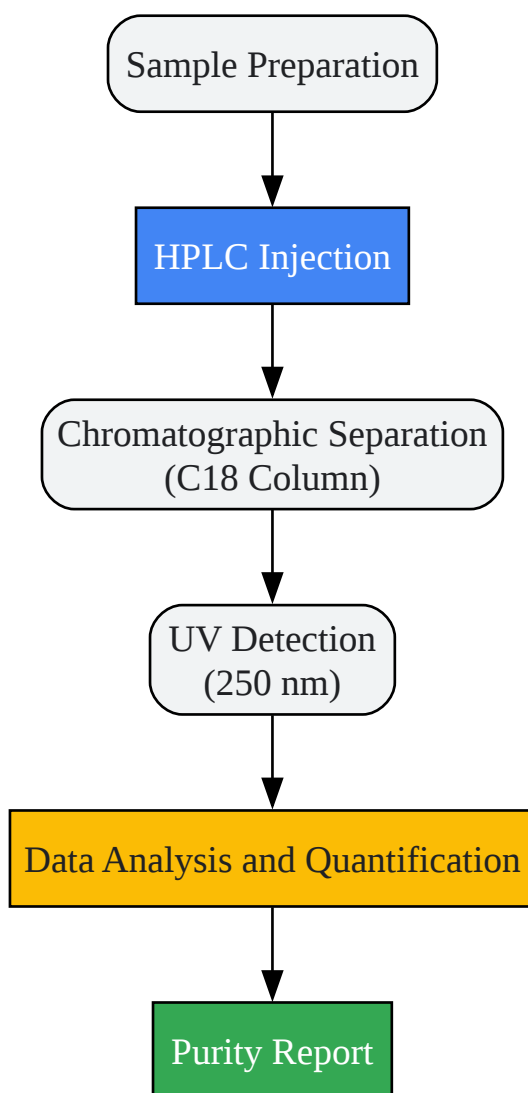 Sample Preparation
HPLC Injection
Chromatographic Separation
(C18 Column)
UV Detection
(250 nm)
Data Analysis and Quantification
Purity Report